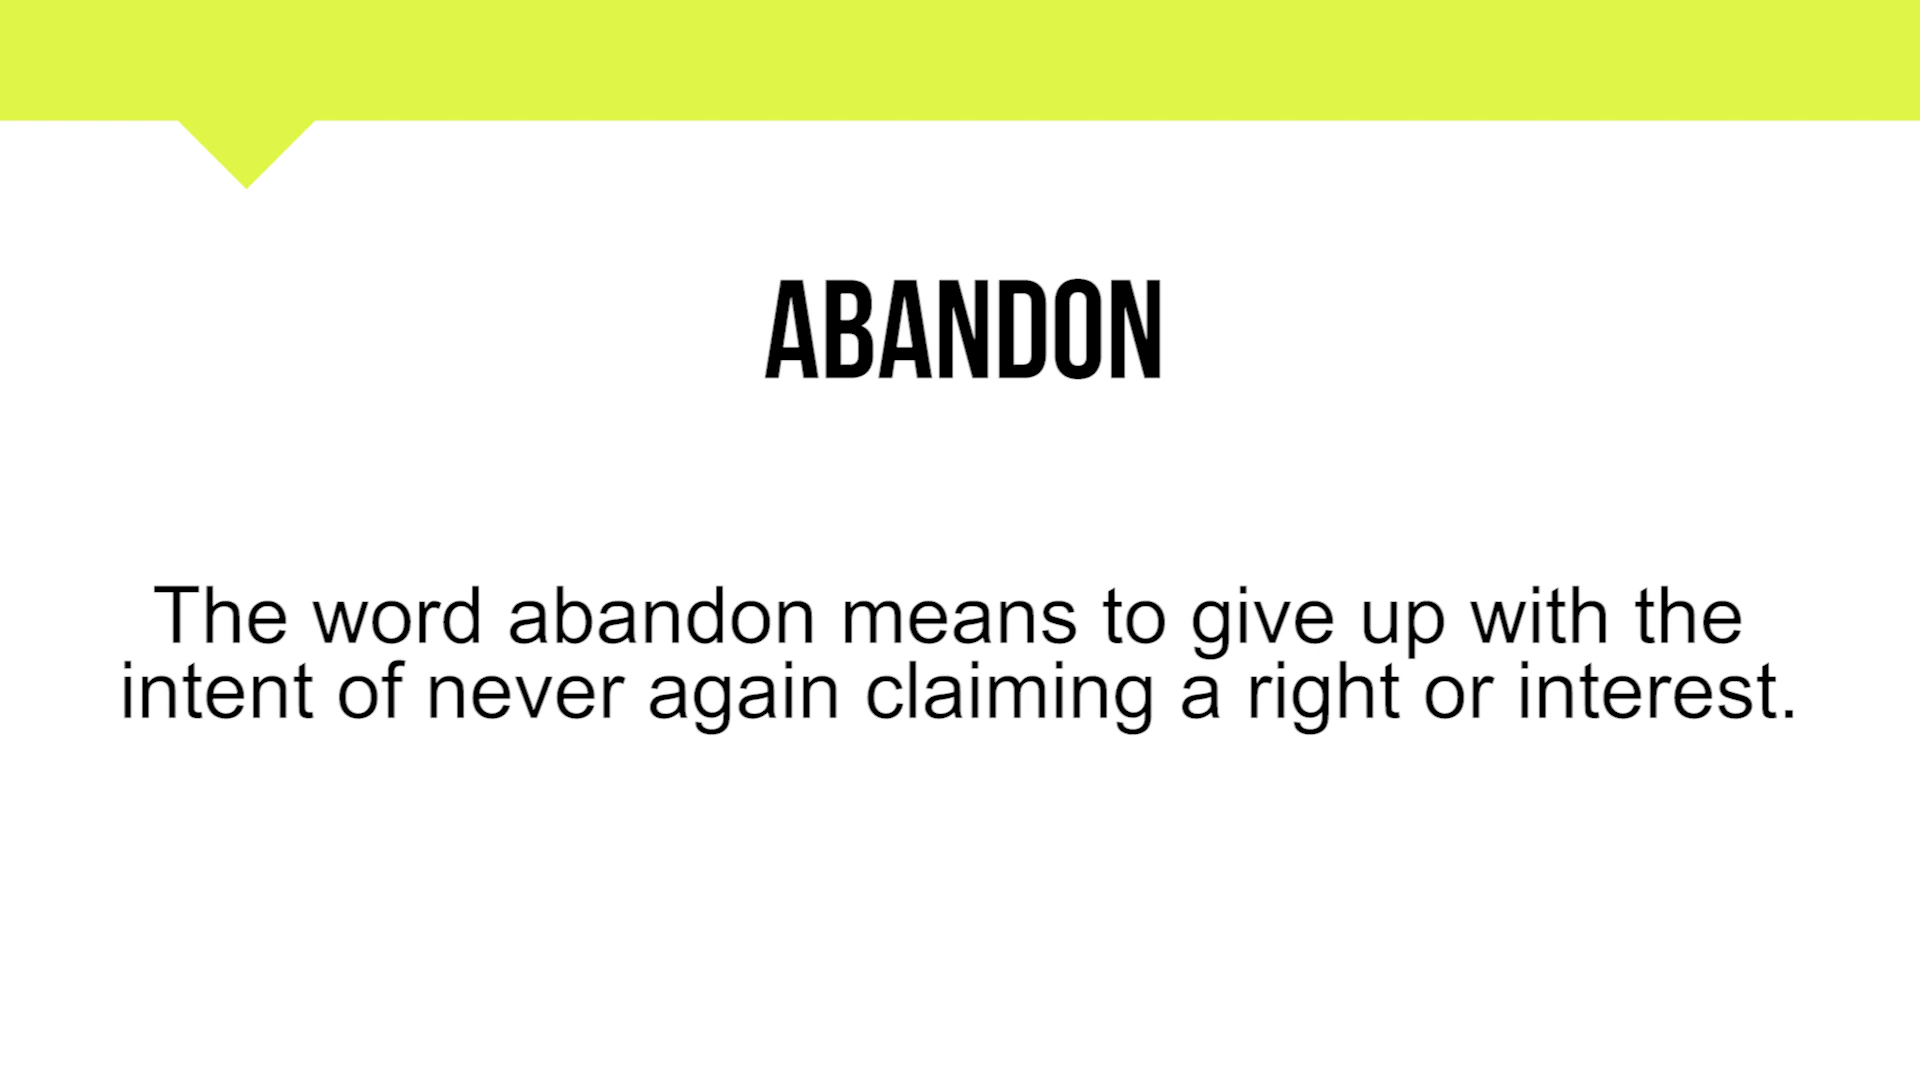 ABANDON
The word abandon means to give up with the
intent of never again claiming a right or interest.